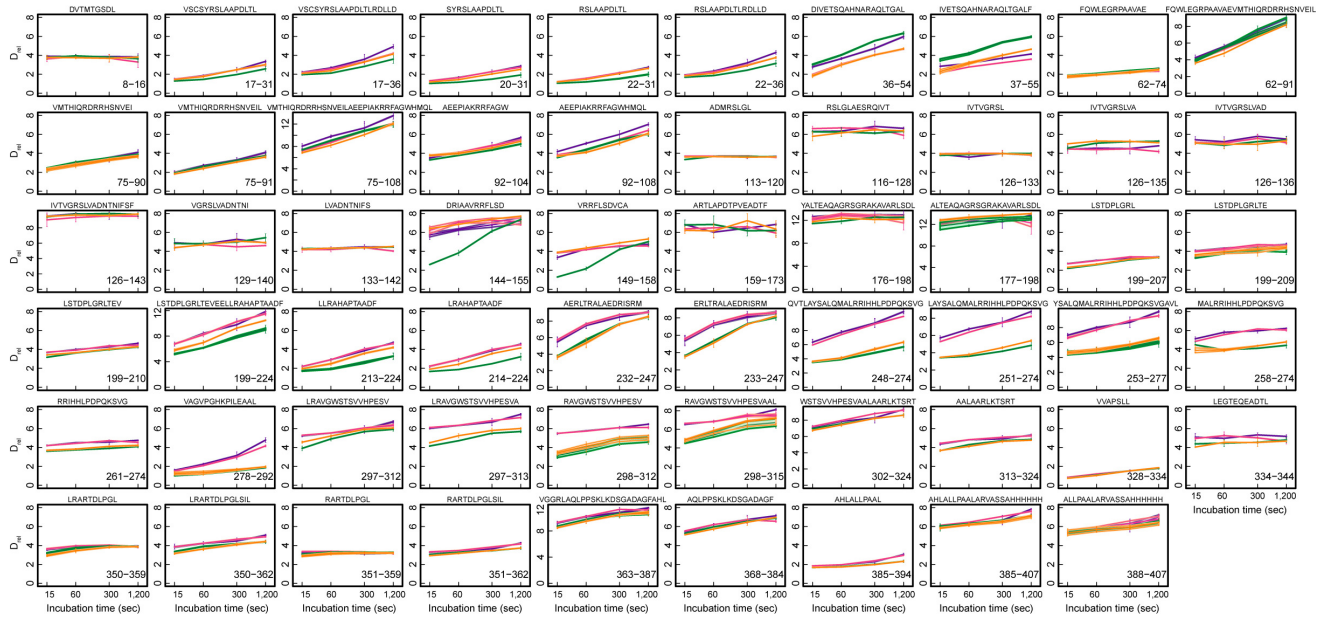 DVTMTGSDL VSCSYRSLAAPDLTL VSCSYRSLAAPDLTLRDLLD SYRSLAAPDLTL RSLAAPDLTL RSLAAPDLTLRDLLD DIVETSQAHNARAQLTGAL IVETSQAHNARAQLTGALF FQWLEGRPAAVAE FQWLEGRPAAVAEVMTHIQRDRRHSNVEIL
8−16 17−31 17−36 20−31 22−31 22−36 36−54 37−55 62−74 62−91
VMTHIQRDRRHSNVEI VMTHIQRDRRHSNVEIL VMTHIQRDRRHSNVEILAEEPIAKRRFAGWHMQL AEEPIAKRRFAGW AEEPIAKRRFAGWHMQL ADMRSLGL RSLGLAESRQIVT IVTVGRSL IVTVGRSLVA IVTVGRSLVAD
75−90 75−91 75−108 92−104 92−108 113−120 116−128 126−133 126−135 126−136
IVTVGRSLVADTNTNIFSF VGRSLVADNTNI LVADNTNIFS DRIAAVRRFLSD VRRFLSDVCA ARTLAPDTPVEADTF YALTEAQAGRSGRAKAVARLSDL ALTEAQAGRSGRAKAVARLSDL LSTDPLGRL LSTDPLGRLTE
126−143 129−140 133−142 144−155 149−158 159−173 176−198 177−198 199−207 199−209
LSTDPLGRLTEV LSTDPLGRLTEVEELLRAHAPTAADF LLRAHAPTAADF LRAHAPTAADF AERLTRALAEDRISRM ERLTRALAEDRISRM QVTLAYSALQMALRRIHHLPDPQKSVG LAYSALQMALRRIHHLPDPQKSVG YSALQMALRRIHHLPDPQKSVGAVL MALRRIHHLPDPQKSVG
199−210 199−224 213−224 214−224 232−247 233−247 248−274 251−274 253−277 258−274
RRIHHLPDPQKSVG VAGVPGHKPILEAAL LRAVGWSTSVVHPESV LRAVGWSTSVVHPESVA RAVGWSTSVVHPESV RAVGWSTSVVHPESVAAL WSTSVVHPESVAALAARLKTSRT AALAARLKTSRT VVAPSLL LEGTEQEADTL
261−274 278−292 297−312 297−313 298−312 298−315 302−324 313−324 328−334 334−344
LRARTDLPGL LRARTDLPGLSIL RARTDLPGL RARTDLPGLSIL VGGRLAQLPPSKLKDSGADAGFAHL AQLPPSKLKDSGADAGF AHLALLPAAL AHLALLPAALARVASSAHHHHHH ALLPAALARVASSAHHHHHH
350−359 350−362 351−359 351−362 363−387 368−384 385−394 385−407 388−407
D rel
0 2 4 6 8
15 60 300 1,200
Incubation time (sec)